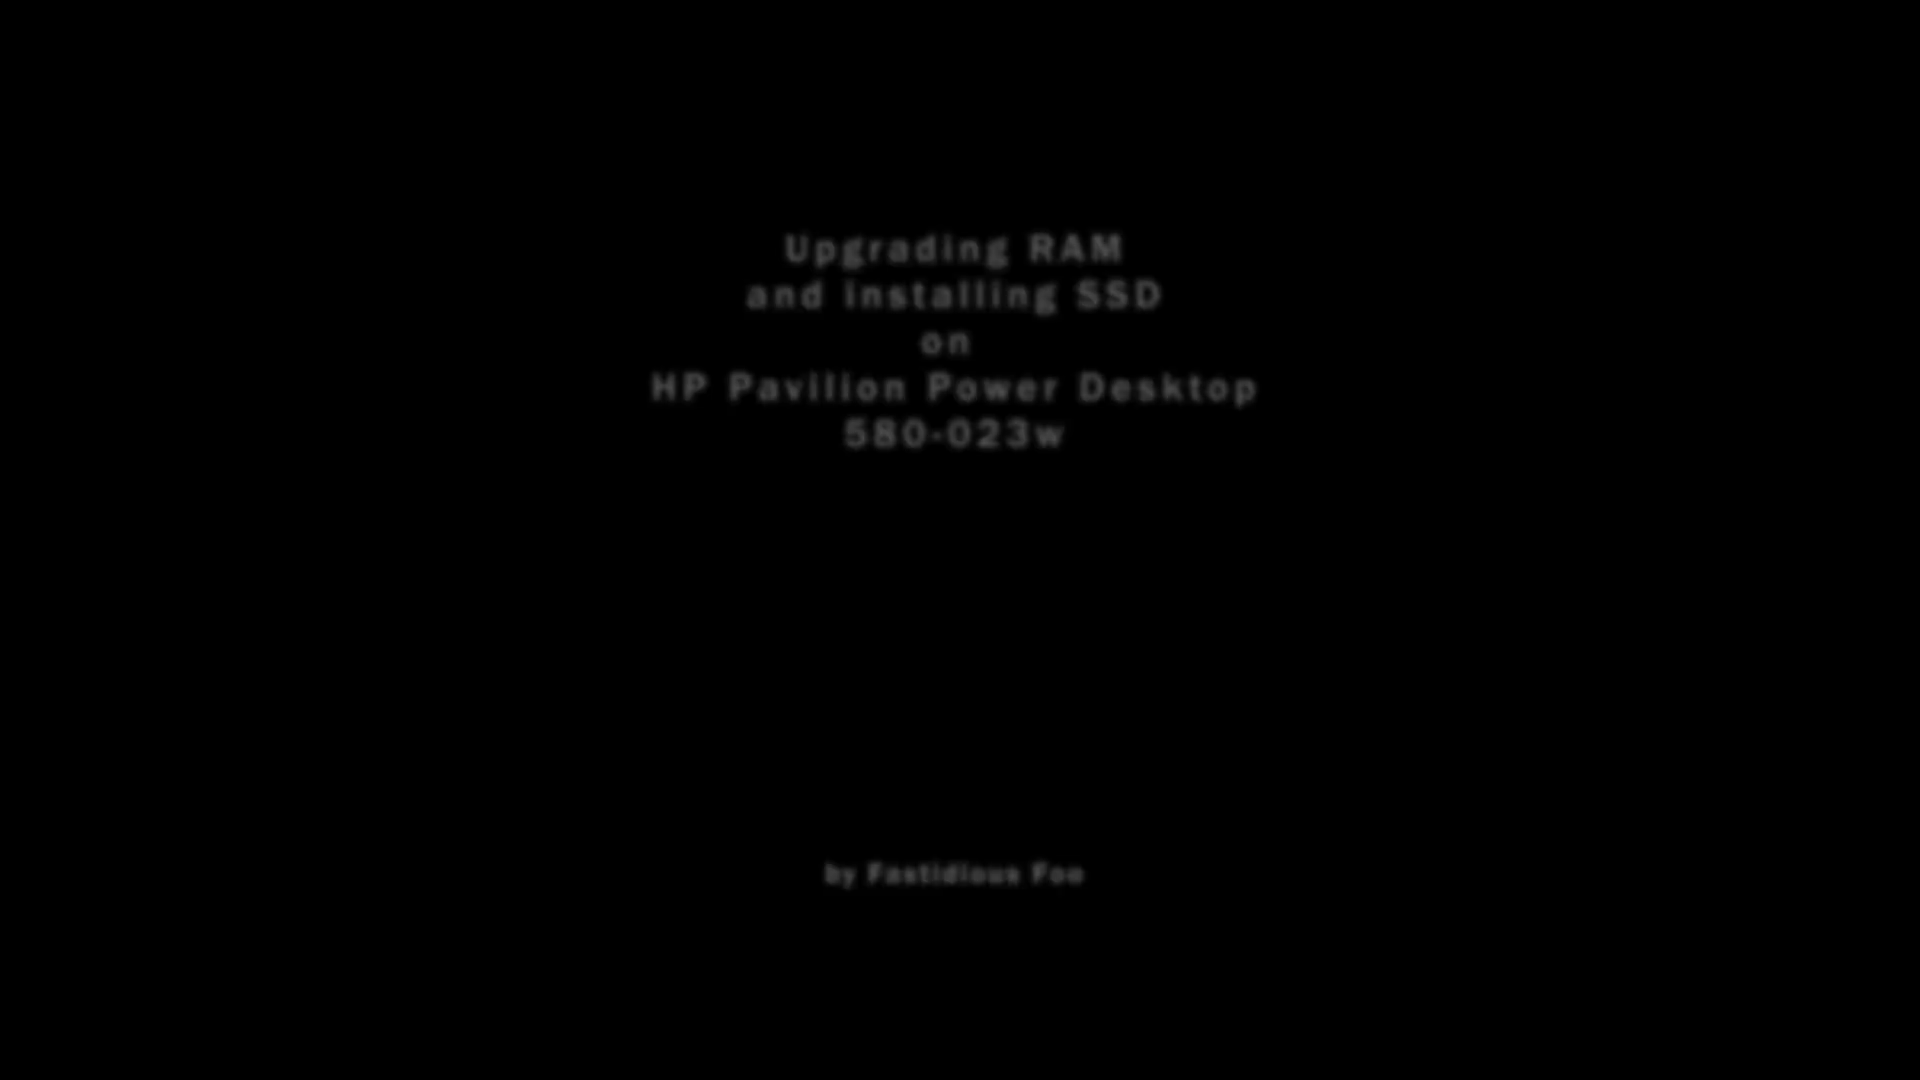 Upgrading RAM
and installing SSD
on
HP Pavilion Power Desktop
580-023w
by Fastidious Foo